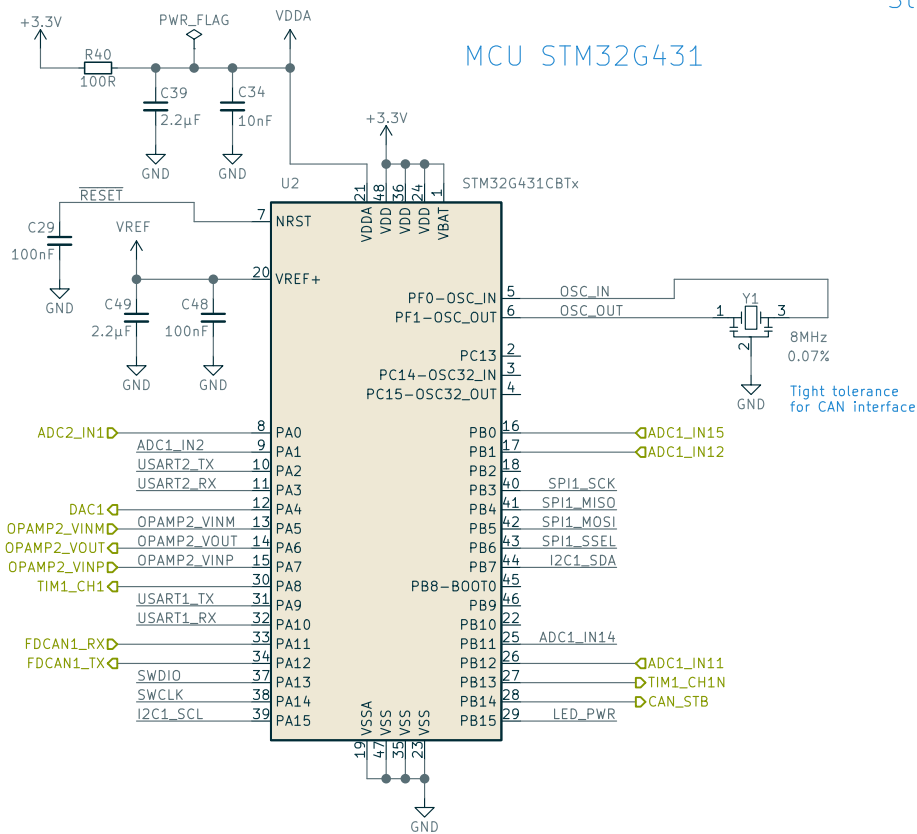 St
+3.3V
PWR_FLAG
VDDA
MCU STM32G431
R40
100R
C39
2.2µF
C34
10nF
GND
GND
+3.3V
U2
STM32G431CBTx
21
48
36
24
1
VDDA
VDD
VDD
VDD
VBAT
RESET
7
NRST
C29
100nF
GND
VREF
20
VREF+
C49
2.2µF
C48
100nF
GND
GND
PF0-OSC_IN
5
OSC_IN
PF1-OSC_OUT
6
OSC_OUT
Y1
1
3
2
8MHz
0.07%
GND
Tight tolerance
for CAN interface
PC13
2
PC14-OSC32_IN
3
PC15-OSC32_OUT
4
ADC2_IN1
8
PA0
ADC1_IN2
9
PA1
USART2_TX
10
PA2
USART2_RX
11
PA3
DAC1
12
PA4
OPAMP2_VINM
OPAMP2_VINM
13
PA5
OPAMP2_VOUT
OPAMP2_VOUT
14
PA6
OPAMP2_VINP
OPAMP2_VINP
15
PA7
TIM1_CH1
30
PA8
USART1_TX
31
PA9
USART1_RX
32
PA10
FDCAN1_RX
33
PA11
FDCAN1_TX
34
PA12
SWDIO
37
PA13
SWCLK
38
PA14
I2C1_SCL
39
PA15
PB0
16
ADC1_IN15
PB1
17
ADC1_IN12
PB2
18
PB3
40
SPI1_SCK
PB4
41
SPI1_MISO
PB5
42
SPI1_MOSI
PB6
43
SPI1_SSEL
PB7
44
I2C1_SDA
PB8-BOOT0
45
PB9
46
PB10
22
PB11
25
ADC1_IN14
PB12
26
ADC1_IN11
PB13
27
TIM1_CH1N
PB14
28
CAN_STB
PB15
29
LED_PWR
VSSA
VSS
VSS
VSS
19
47
35
23
GND